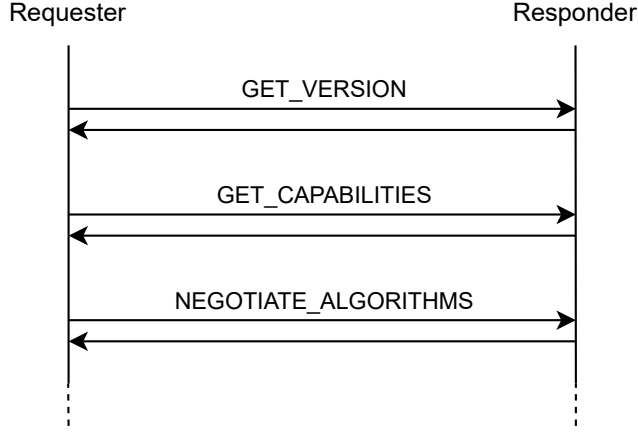 Requester
Responder
GET_VERSION
GET_CAPABILITIES
NEGOTIATE_ALGORITHMS